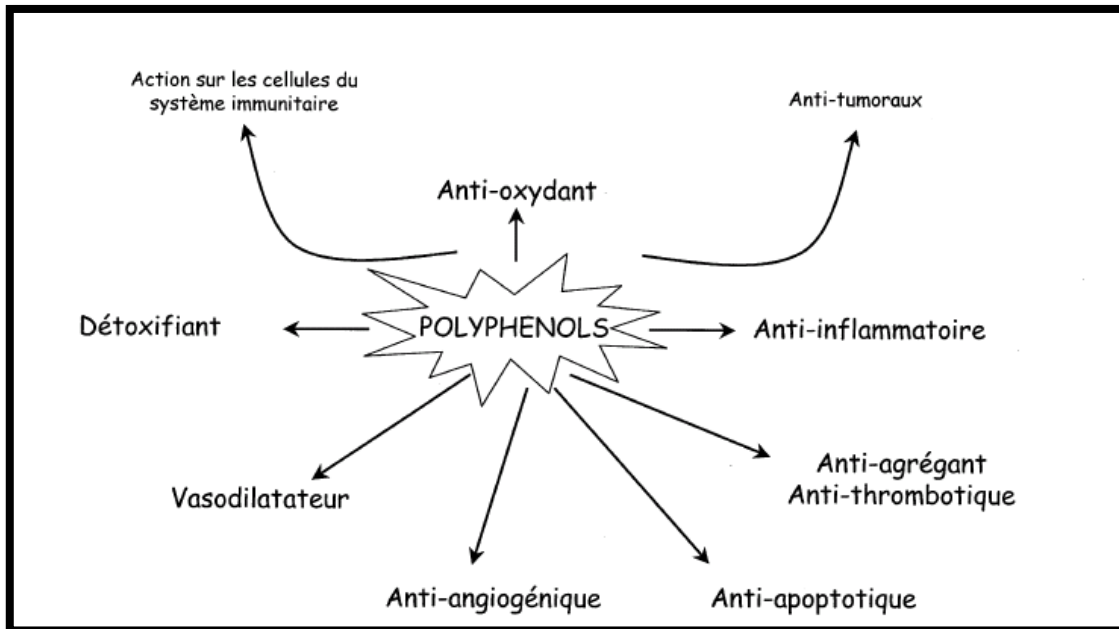 Action sur les cellules du
système immunitaire
Anti-tumoraux
Anti-oxydant
Détoxifiant
POLYPHENOLS
Anti-inflammatoire
Vasodilatateur
Anti-agrégant
Anti-thrombotique
Anti-angiogénique
Anti-apoptotique